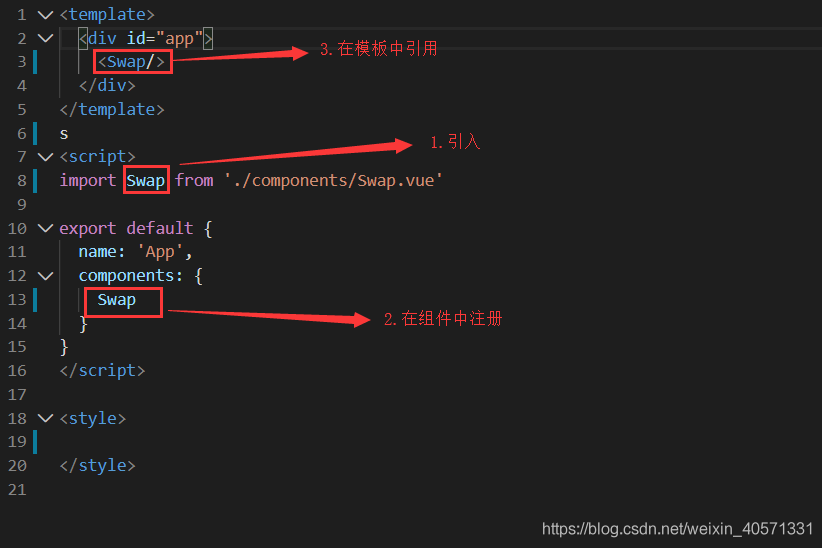 1 <template>
2 <div id="app">
3 <Swap/> 3.在模板中引用
4 </div>
5 </template>
6 s
7 <script> 1.引入
8 import Swap from './components/Swap.vue'
9
10 export default {
11 name: 'App',
12 components: {
13 Swap
14 } 2.在组件中注册
15 }
16 </script>
17
18 <style>
19
20 </style>
21
https://blog.csdn.net/weixin_40571331